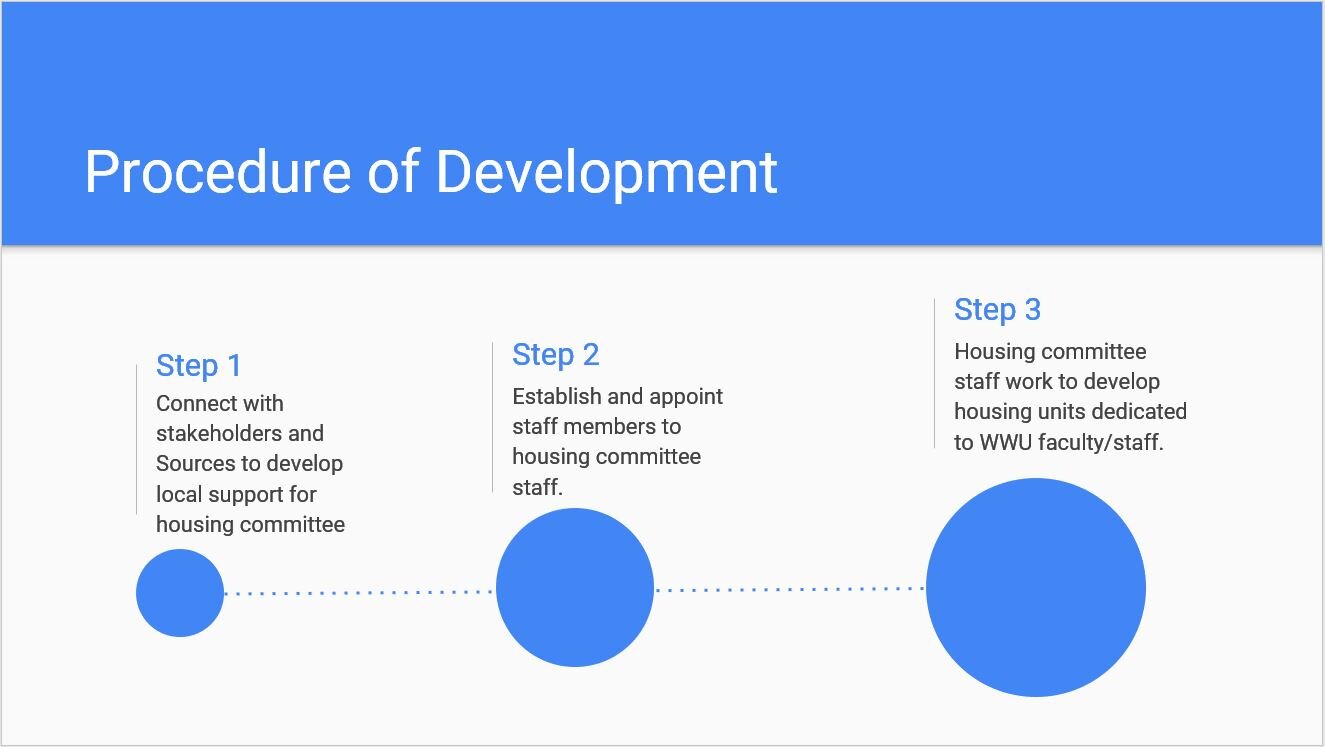 Procedure of Development
Step 1
Connect with
stakeholders and
Sources to develop
local support for
housing committee
Step 2
Establish and appoint
staff members to
housing committee
staff.
Step 3
Housing committee
staff work to develop
housing units dedicated
to WWU faculty/staff.